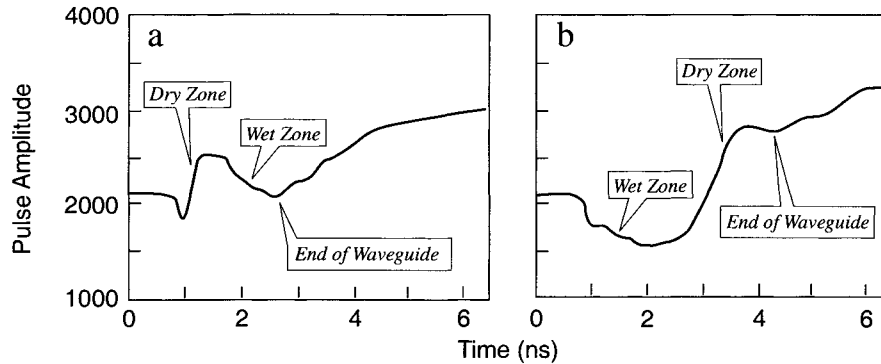 a
b
4000
3000
2000
1000
Pulse Amplitude
Dry Zone
Wet Zone
End of Waveguide
Dry Zone
Wet Zone
End of Waveguide
0 2 4 6
0 2 4 6
Time (ns)